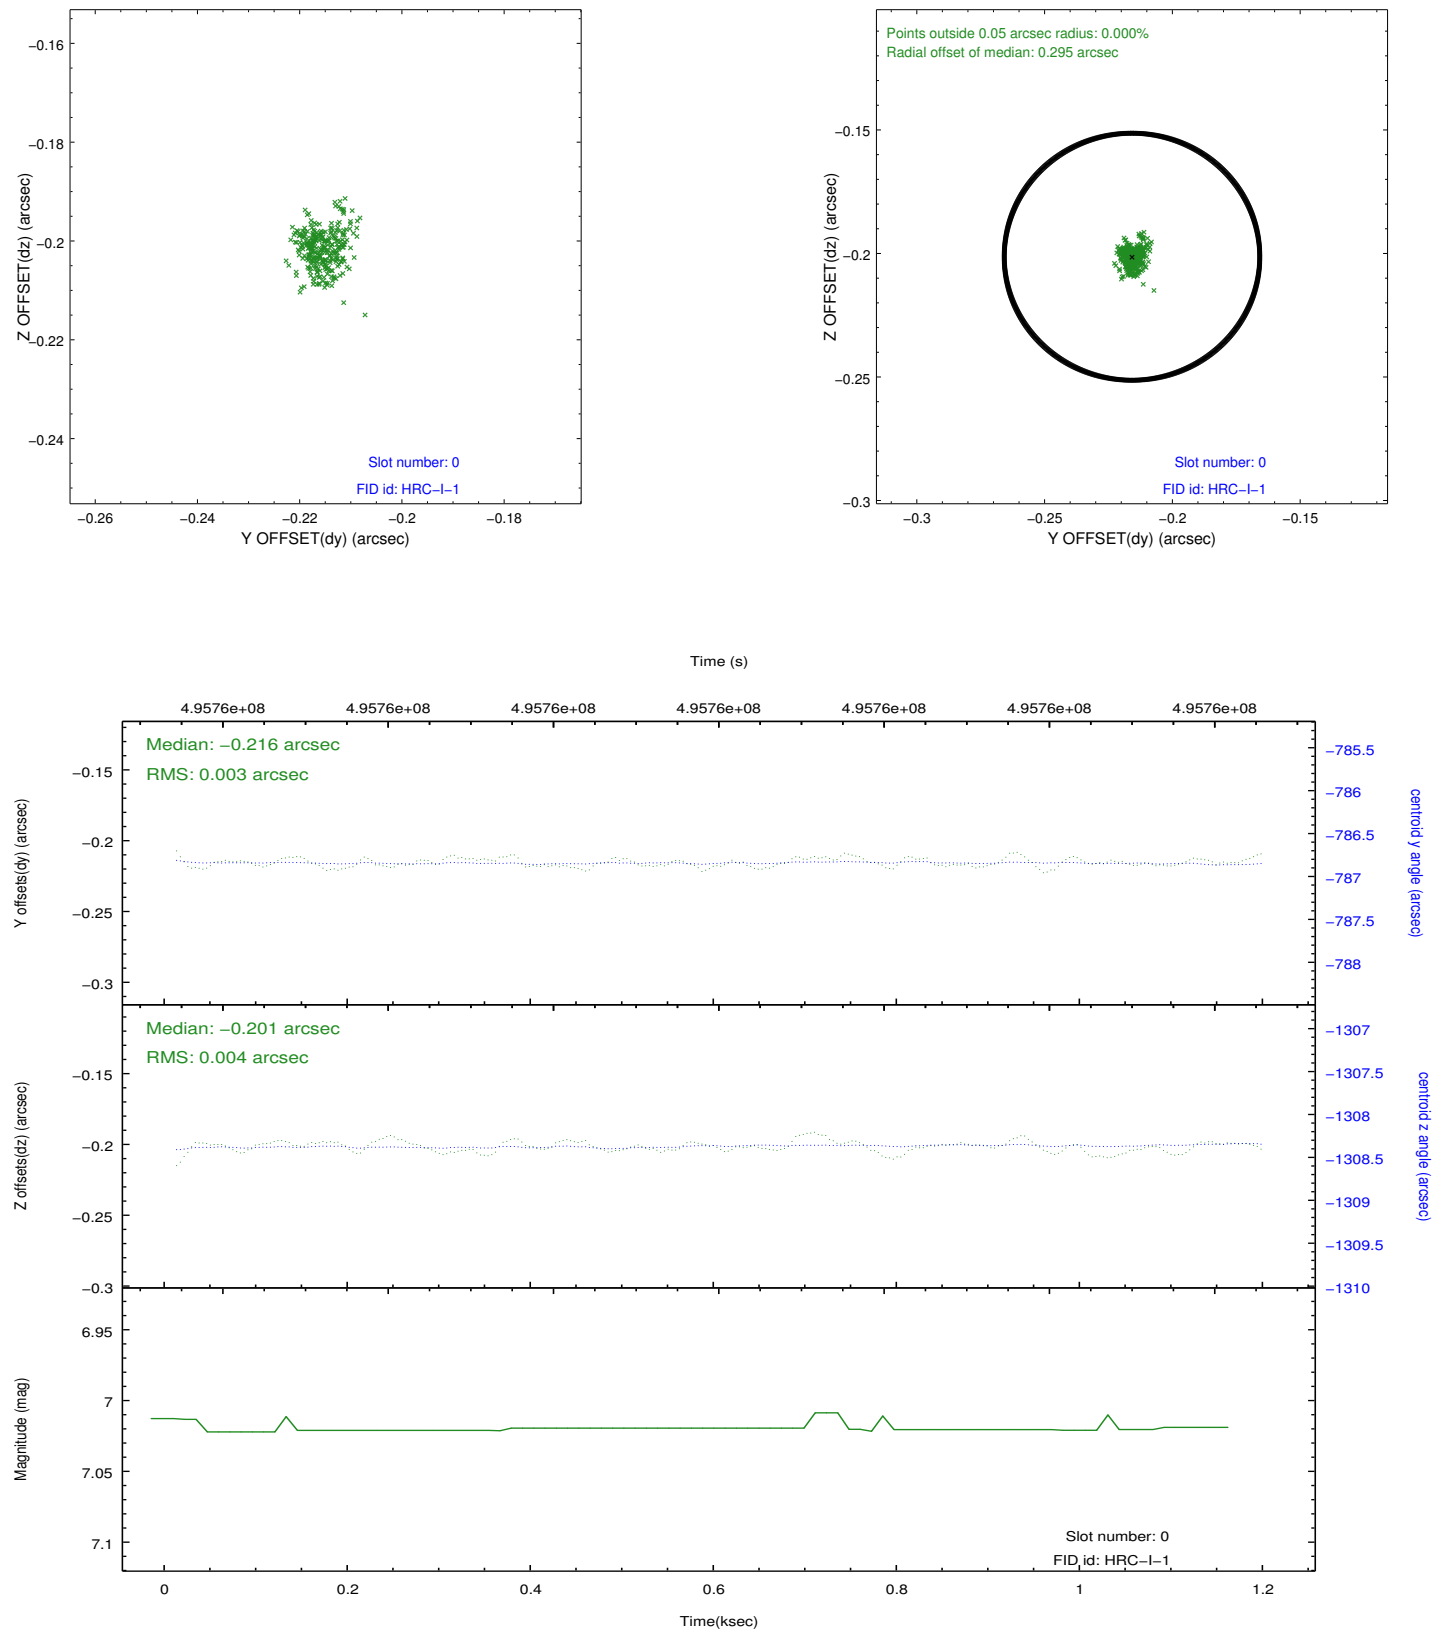 −0.16
−0.18
−0.2
−0.22
−0.24
Z OFFSET(dz) (arcsec)
Slot number: 0
FID id: HRC−I−1
−0.26
−0.24
−0.22
−0.2
−0.18
Y OFFSET(dy) (arcsec)
Points outside 0.05 arcsec radius: 0.000%
Radial offset of median: 0.295 arcsec
−0.15
−0.2
−0.25
−0.3
Z OFFSET(dz) (arcsec)
Slot number: 0
FID id: HRC−I−1
−0.3
−0.25
−0.2
−0.15
Y OFFSET(dy) (arcsec)
Time (s)
4.9576e+08
4.9576e+08
4.9576e+08
4.9576e+08
4.9576e+08
4.9576e+08
4.9576e+08
Median: −0.216 arcsec
RMS: 0.003 arcsec
−0.15
−0.2
−0.25
−0.3
Y offsets(dy) (arcsec)
−785.5
−786
−786.5
−787
−787.5
−788
centroid y angle (arcsec)
Median: −0.201 arcsec
RMS: 0.004 arcsec
−0.15
−0.2
−0.25
−0.3
Z offsets(dz) (arcsec)
−1307
−1307.5
−1308
−1308.5
−1309
−1309.5
−1310
centroid z angle (arcsec)
6.95
7
7.05
7.1
Magnitude (mag)
Slot number: 0
FID id: HRC−I−1
0
0.2
0.4
0.6
0.8
1
1.2
Time(ksec)